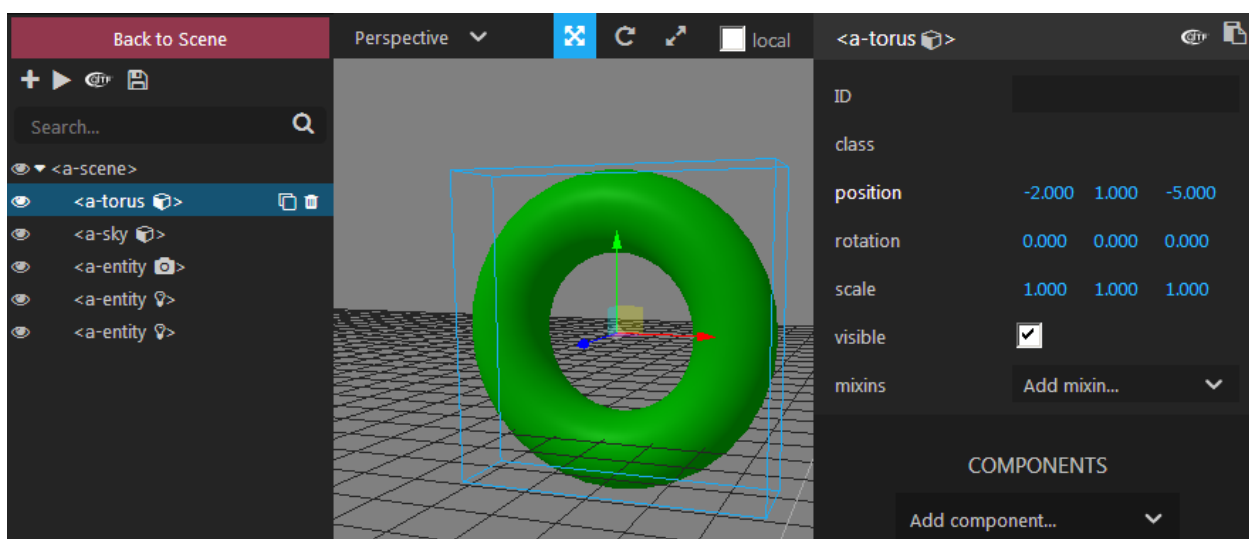 Back to Scene
glTF
Search...
<a-scene>
<a-torus >
<a-sky >
<a-entity >
<a-entity >
<a-entity >
Perspective
local
<a-torus >
glTF
ID
class
position -2.000 1.000 -5.000
rotation 0.000 0.000 0.000
scale 1.000 1.000 1.000
visible
mixins Add mixin...
COMPONENTS
Add component...